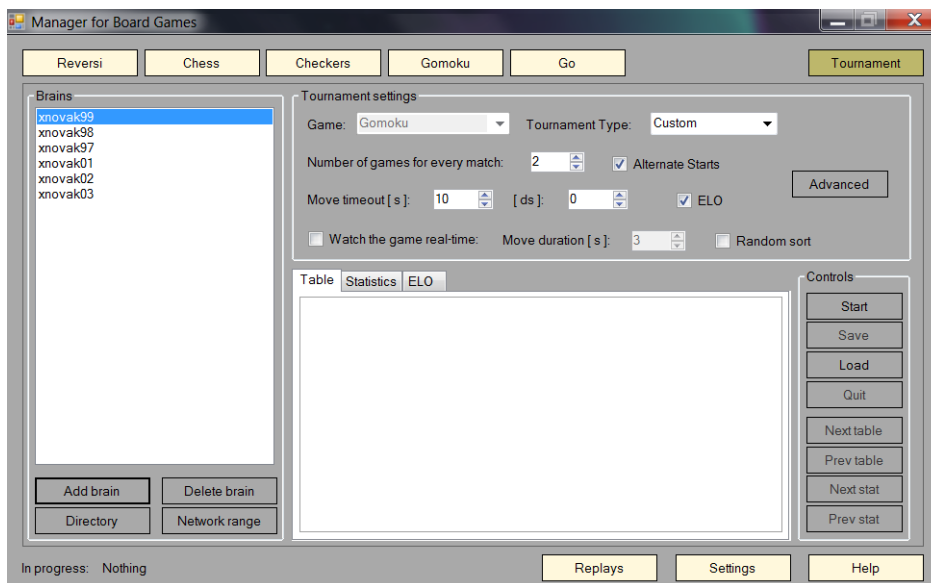 Manager for Board Games
Reversi Chess Checkers Gomoku Go Tournament
Brains
xnovak99
xnovak98
xnovak97
xnovak01
xnovak02
xnovak03
Add brain Delete brain
Directory Network range
Tournament settings
Game: Gomoku Tournament Type: Custom
Number of games for every match: 2 Alternate Starts
Advanced
Move timeout [ s ]: 10 [ ds ]: 0 ELO
Watch the game real-time: Move duration [ s ]: 3 Random sort
Table Statistics ELO
Controls
Start
Save
Load
Quit
Next table
Prev table
Next stat
Prev stat
In progress: Nothing
Replays Settings Help